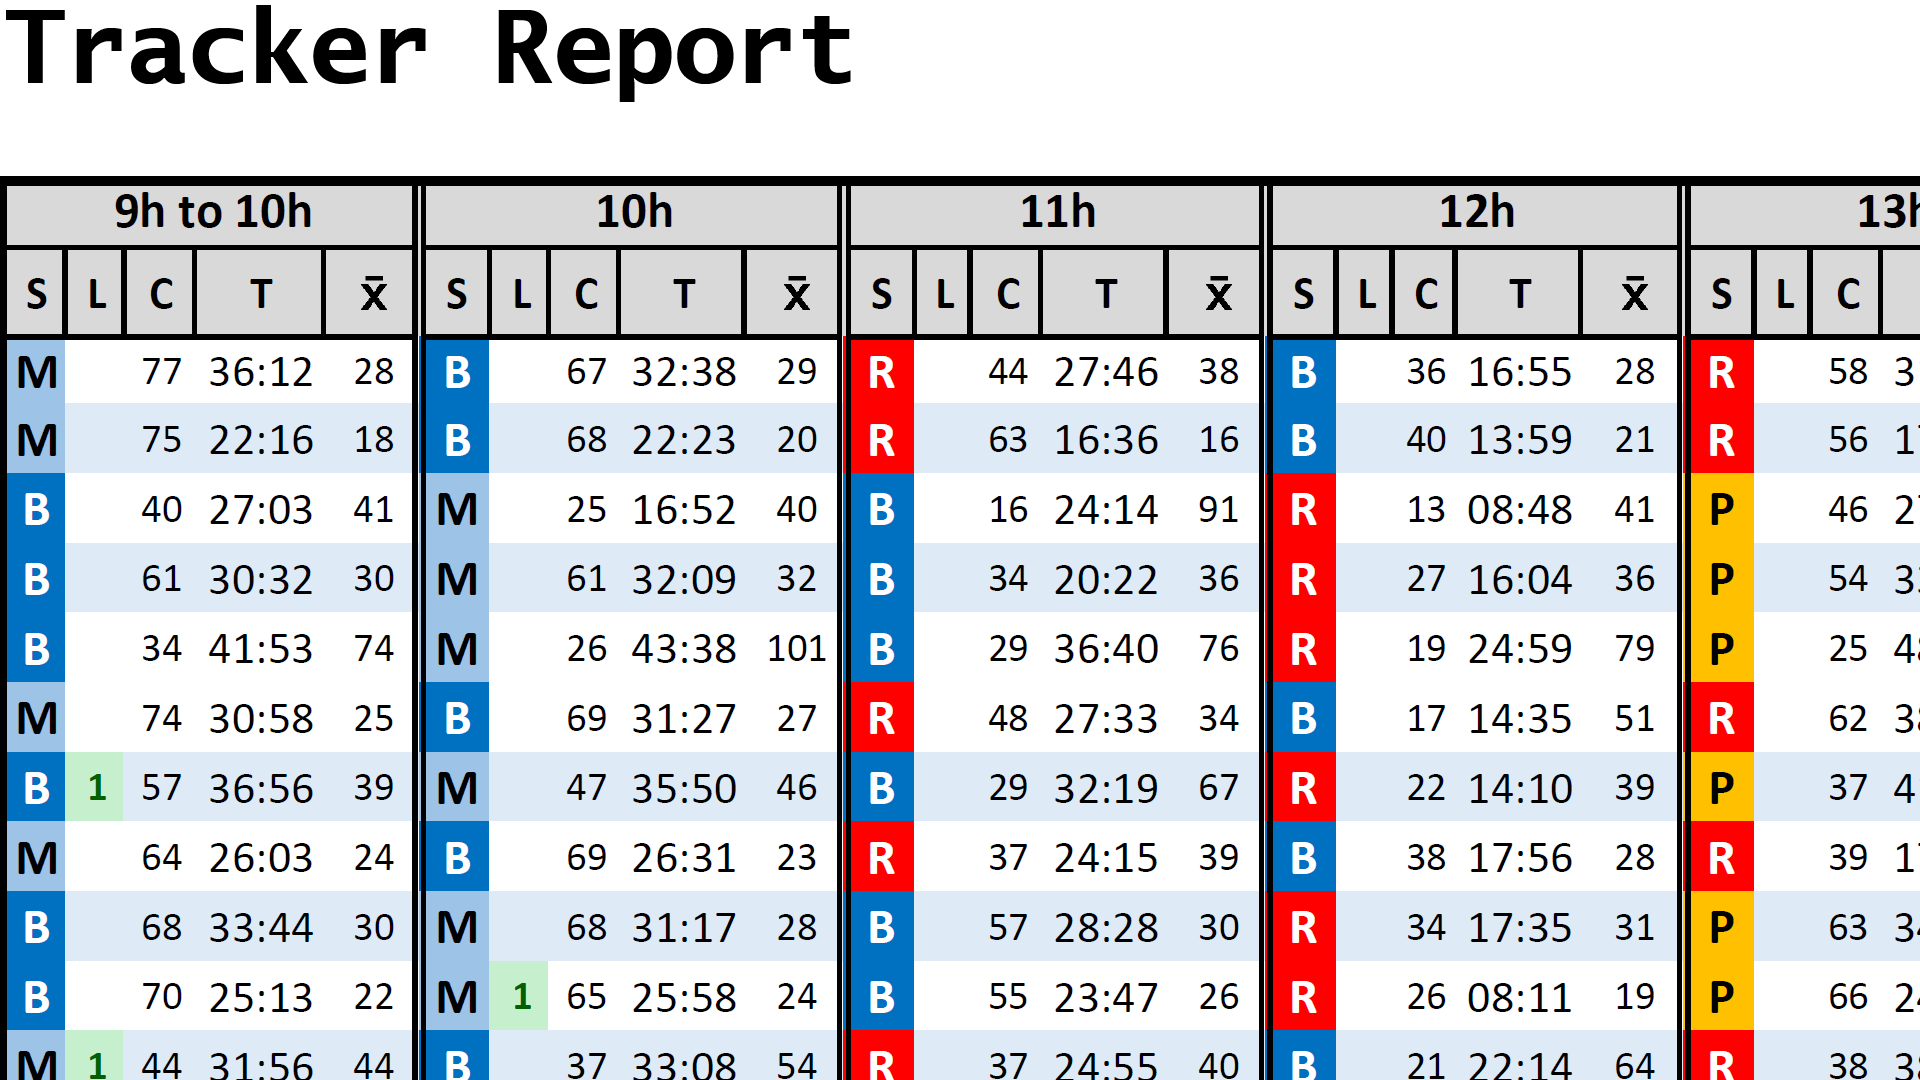 Tracker Report
9h to 10h 10h 11h 12h
S L C T x̄ S L C T x̄ S L C T x̄ S L C T x̄ S L C
M 77 36:12 28 B 67 32:38 29 R 44 27:46 38 B 36 16:55 28 R 58
M 75 22:16 18 B 68 22:23 20 R 63 16:36 16 B 40 13:59 21 R 56
B 40 27:03 41 M 25 16:52 40 B 16 24:14 91 R 13 08:48 41 P 46
B 61 30:32 30 M 61 32:09 32 B 34 20:22 36 R 27 16:04 36 P 54
B 34 41:53 74 M 26 43:38 101 B 29 36:40 76 R 19 24:59 79 P 25
M 74 30:58 25 B 69 31:27 27 R 48 27:33 34 B 17 14:35 51 R 62
B 1 57 36:56 39 M 47 35:50 46 B 29 32:19 67 R 22 14:10 39 P 37
M 64 26:03 24 B 69 26:31 23 R 37 24:15 39 B 38 17:56 28 R 39
B 68 33:44 30 M 68 31:17 28 B 57 28:28 30 R 34 17:35 31 P 63
B 70 25:13 22 M 1 65 25:58 24 B 55 23:47 26 R 26 08:11 19 P 66
M 1 44 31:56 44 B 37 33:08 54 R 37 24:55 40 B 21 22:14 64 R 38